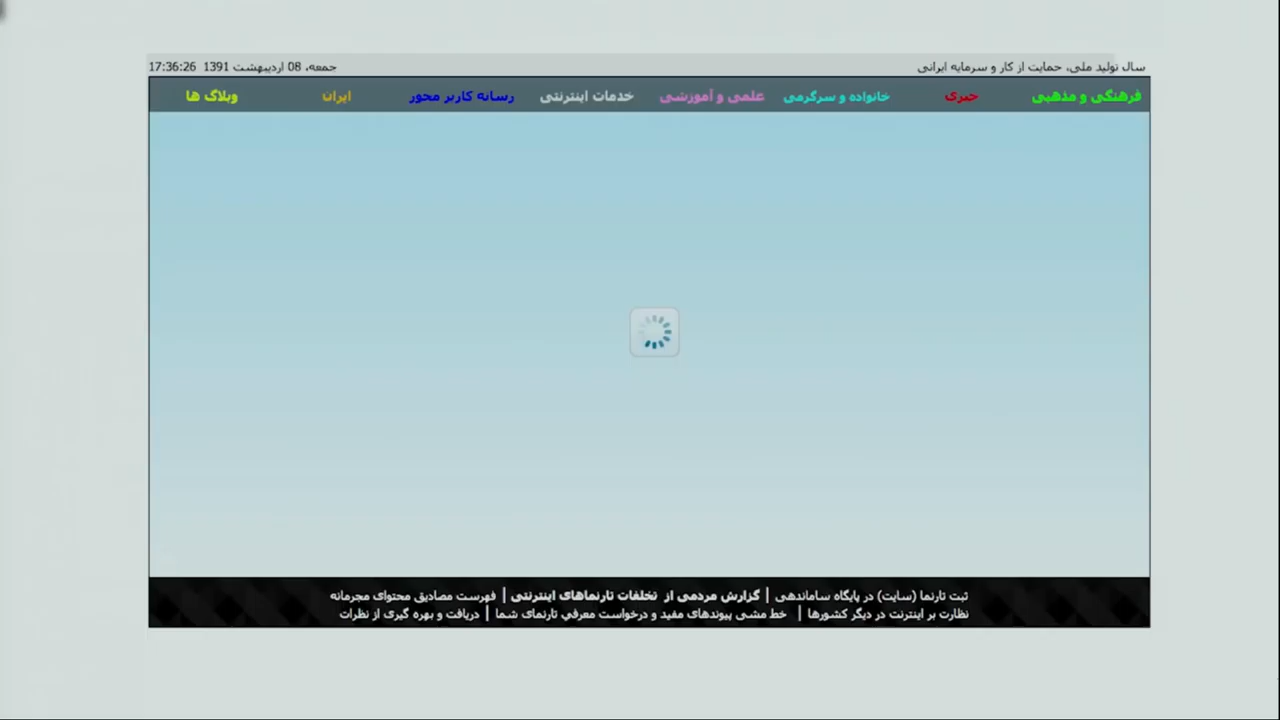 سال تولید ملی، حمایت از کار و سرمایه ایرانی
جمعه، 08 اردیبهشت 1391 17:36:26
فرهنگی و مذهبی خبری خانواده و سرگرمی علمی و آموزشی خدمات اینترنتی رسانه کاربر محور ایران وبلاگ ها
ثبت تارنما (سایت) در پایگاه ساماندهی | گزارش مردمی از تخلفات تارنماهای اینترنتی | فهرست مصادیق محتوای مجرمانه
نظارت بر اینترنت در دیگر کشورها | خط مشی پیوندهای مفید و درخواست معرفي تارنمای شما | دریافت و بهره گیری از نظرات